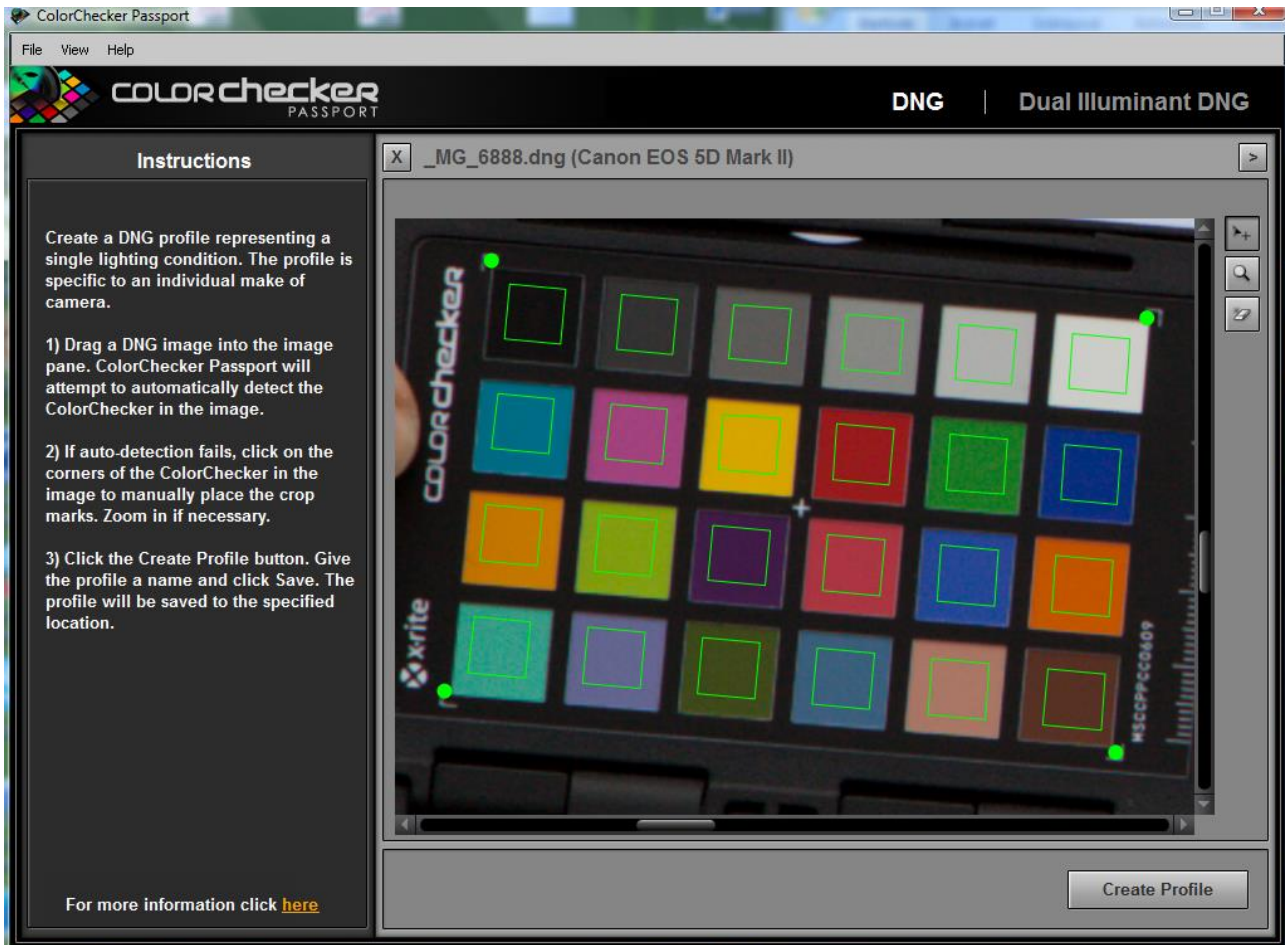 ColorChecker Passport
File View Help
COLOR checker
PASSPORT
DNG | Dual Illuminant DNG
Instructions
X _MG_6888.dng (Canon EOS 5D Mark II) >
Create a DNG profile representing a
single lighting condition. The profile is
specific to an individual make of
camera.
1) Drag a DNG image into the image
pane. ColorChecker Passport will
attempt to automatically detect the
ColorChecker in the image.
2) If auto-detection fails, click on the
corners of the ColorChecker in the
image to manually place the crop
marks. Zoom in if necessary.
3) Click the Create Profile button. Give
the profile a name and click Save. The
profile will be saved to the specified
location.
For more information click here
COLOR checker
x-rite
MSCCPPCC0609
Create Profile